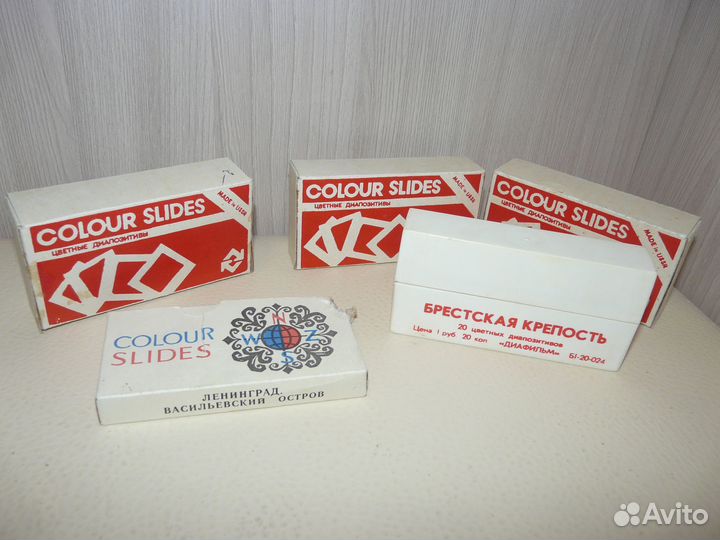 COLOUR SLIDES
ЦВЕТНЫЕ ДИАПОЗИТИВЫ
MADE in USSR
COLOUR SLIDES
ЦВЕТНЫЕ ДИАПОЗИТИВЫ
MADE in USSR
COLOUR SLIDES
ЦВЕТНЫЕ ДИАПОЗИТИВЫ
MADE in USSR
БРЕСТСКАЯ КРЕПОСТЬ
20 цветных диапозитивов
Цена 1 руб 20 коп «ДИАФИЛЬМ» Б1-20-024
COLOUR
SLIDES
N
W Z
S
ЛЕНИНГРАД.
ВАСИЛЬЕВСКИЙ ОСТРОВ
Avito